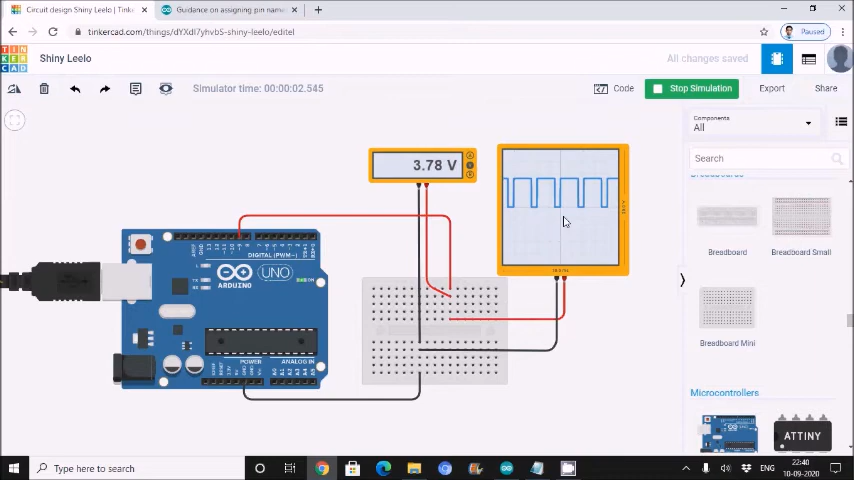 Circuit design Shiny Leelo
Guidance on assigning pin name
tinkercad.com/things/dYXdI7yhvbS-shiny-leelo/editel
Paused
TIN
KER
CAD
Shiny Leelo
All changes saved
Simulator time: 00:00:02.545
Code
Stop Simulation
Export
Share
Components
All
Search
3.78 V
Breadboards
Breadboard
Breadboard Small
Breadboard Mini
Microcontrollers
ATTINY
DIGITAL (PWM~)
UNO
ARDUINO
POWER
ANALOG IN
Type here to search
ENG
22:40
10-09-2020